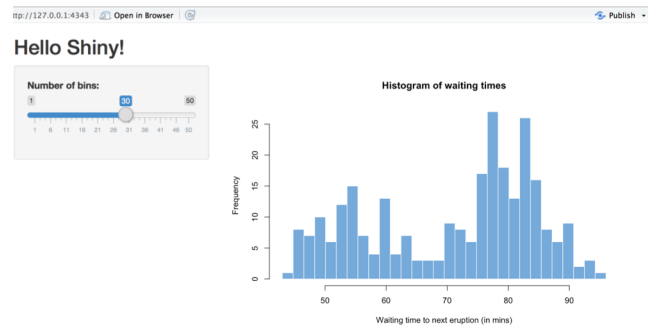 ttp://127.0.0.1:4343 Open in Browser Publish
Hello Shiny!
Number of bins:
1 30 50
1 6 11 16 21 26 31 36 41 46 50
Histogram of waiting times
Frequency
25
20
15
10
5
0
50 60 70 80 90
Waiting time to next eruption (in mins)